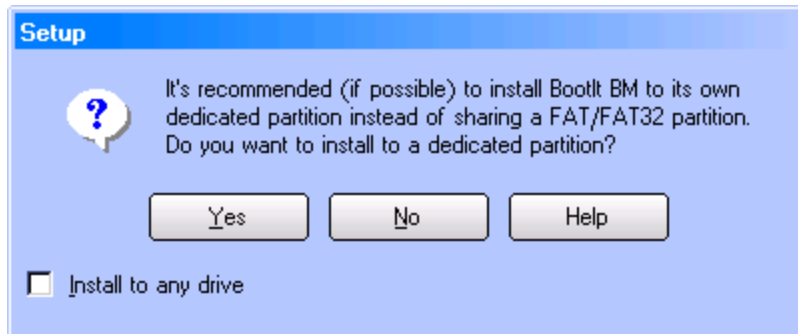 Setup
It's recommended (if possible) to install BootIt BM to its own
dedicated partition instead of sharing a FAT/FAT32 partition.
Do you want to install to a dedicated partition?
Yes No Help
Install to any drive